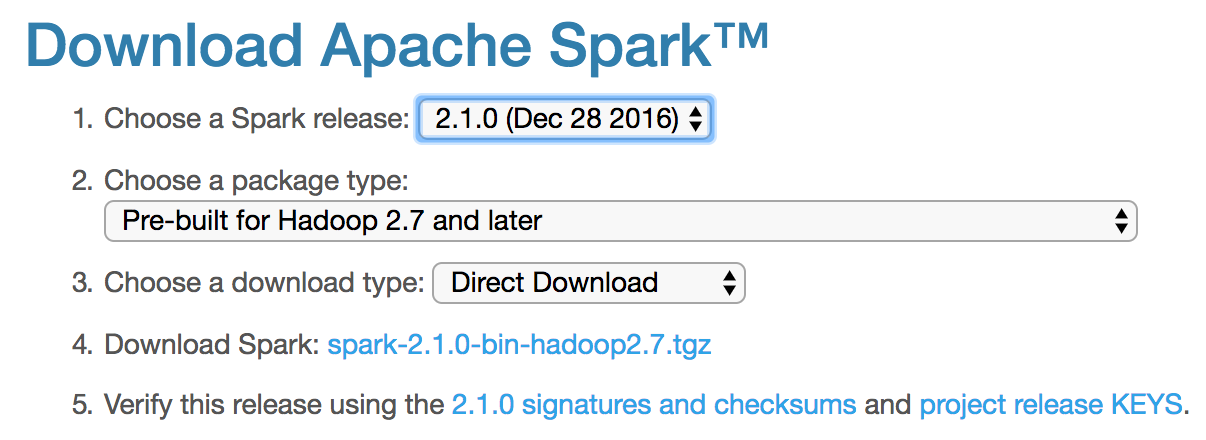 Download Apache Spark™
1. Choose a Spark release: 2.1.0 (Dec 28 2016)
2. Choose a package type:
Pre-built for Hadoop 2.7 and later
3. Choose a download type: Direct Download
4. Download Spark: spark-2.1.0-bin-hadoop2.7.tgz
5. Verify this release using the 2.1.0 signatures and checksums and project release KEYS.